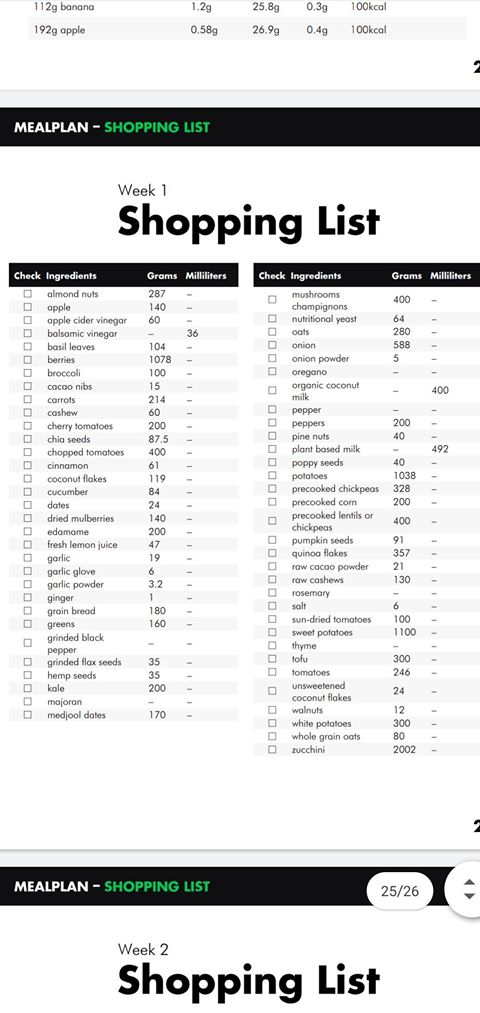 112g banana 1.2g 25.8g 0.3g 100kcal
192g apple 0.58g 26.9g 0.4g 100kcal
2
MEALPLAN – SHOPPING LIST
Week 1
Shopping List
Check Ingredients Grams Milliliters
almond nuts 287 –
apple 140 –
apple cider vinegar 60 –
balsamic vinegar – 36
basil leaves 104 –
berries 1078 –
broccoli 100 –
cacao nibs 15 –
carrots 214 –
cashew 60 –
cherry tomatoes 200 –
chia seeds 87.5 –
chopped tomatoes 400 –
cinnamon 61 –
coconut flakes 119 –
cucumber 84 –
dates 24 –
dried mulberries 140 –
edamame 200 –
fresh lemon juice 47 –
garlic 19 –
garlic glove 6 –
garlic powder 3.2 –
ginger 1 –
grain bread 180 –
greens 160 –
grinded black
pepper – –
grinded flax seeds 35 –
hemp seeds 35 –
kale 200 –
majoran – –
medjool dates 170 –
Check Ingredients Grams Milliliters
mushrooms
champignons 400 –
nutritional yeast 64 –
oats 280 –
onion 588 –
onion powder 5 –
oregano – –
organic coconut
milk – 400
pepper – –
peppers 200 –
pine nuts 40 –
plant based milk – 492
poppy seeds 40 –
potatoes 1038 –
precooked chickpeas 328 –
precooked corn 200 –
precooked lentils or
chickpeas 400 –
pumpkin seeds 91 –
quinoa flakes 357 –
raw cacao powder 21 –
raw cashews 130 –
rosemary – –
salt 6 –
sun-dried tomatoes 100 –
sweet potatoes 1100 –
thyme – –
tofu 300 –
tomatoes 246 –
unsweetened
coconut flakes 24 –
walnuts 12 –
white potatoes 300 –
whole grain oats 80 –
zucchini 2002 –
2
MEALPLAN – SHOPPING LIST
25/26
Week 2
Shopping List